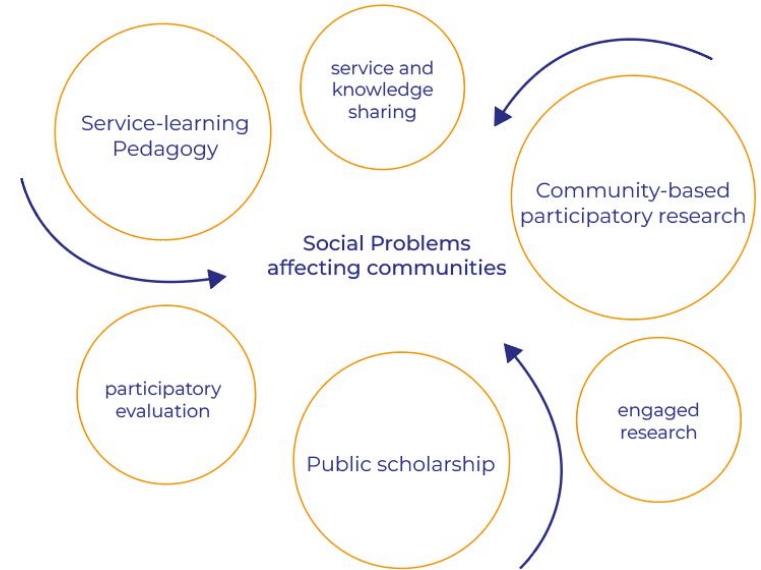 service and
knowledge
sharing
Service-learning
Pedagogy
Community-based
participatory research
Social Problems
affecting communities
participatory
evaluation
engaged
research
Public scholarship